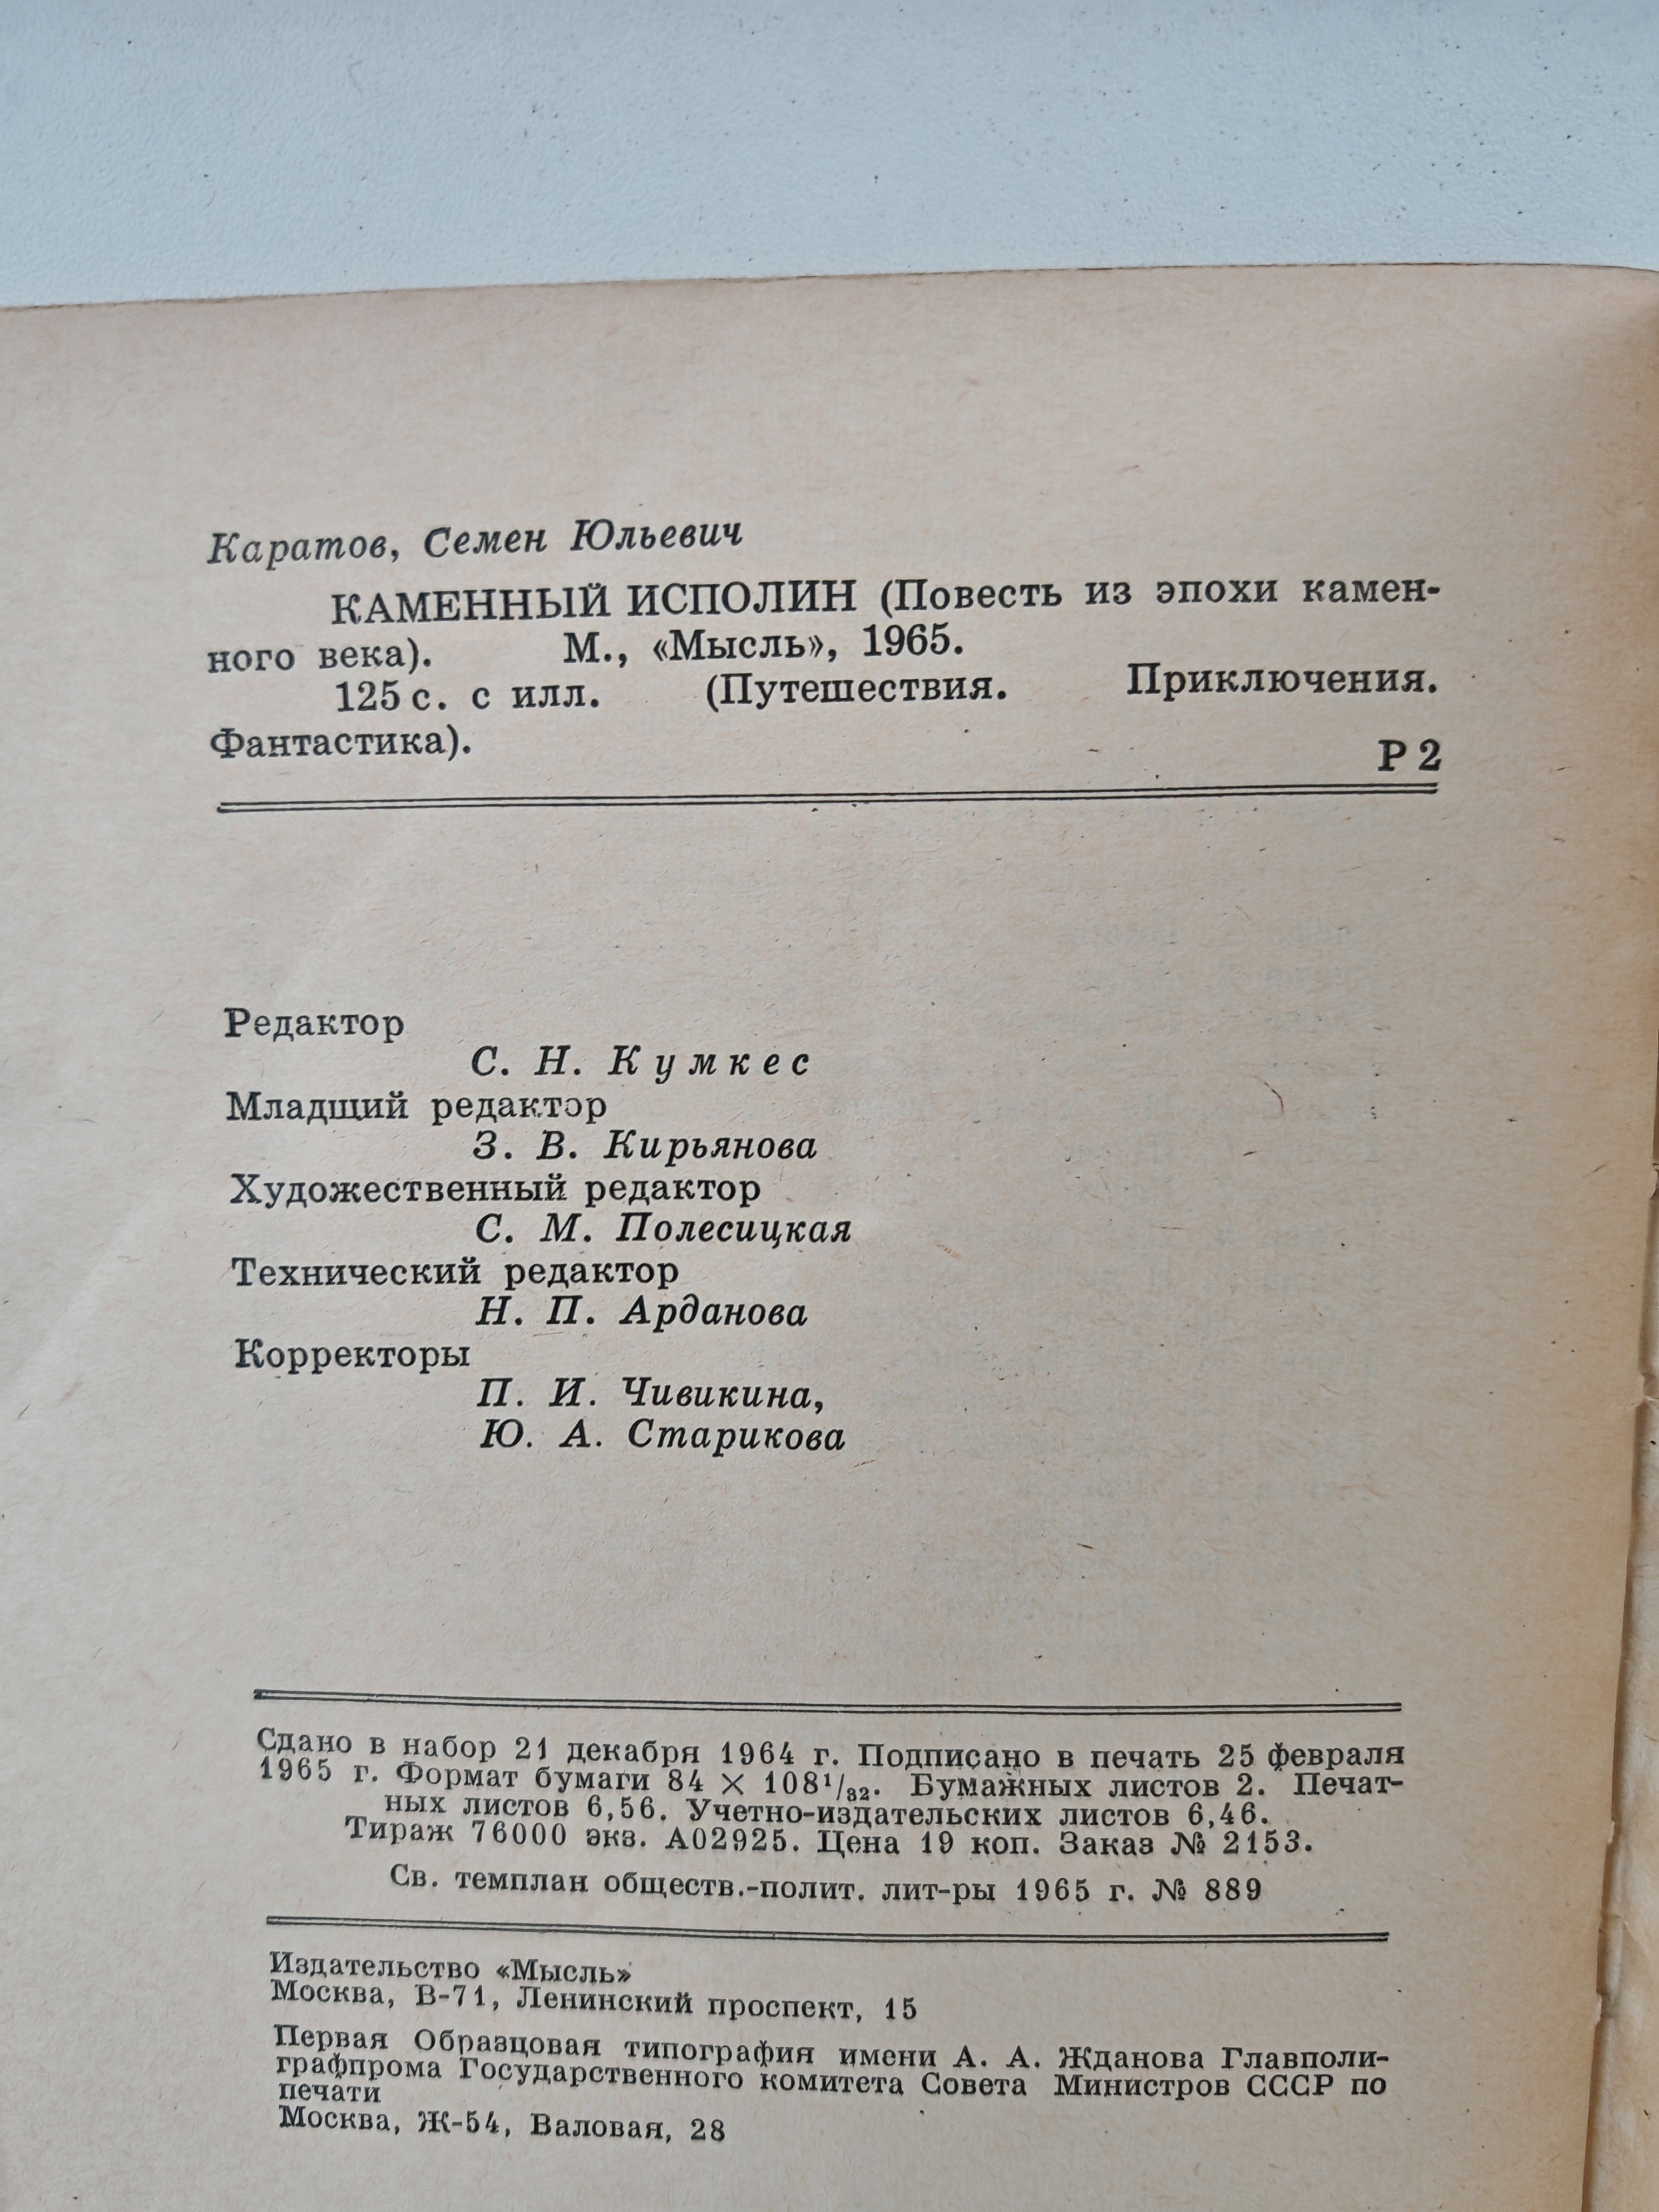 Каратов, Семен Юльевич
КАМЕННЫЙ ИСПОЛИН (Повесть из эпохи камен-
ного века). М., «Мысль», 1965.
125 с. с илл. (Путешествия. Приключения.
Фантастика).
Р 2
Редактор
С. Н. Кумкес
Младщий редактор
З. В. Кирьянова
Художественный редактор
С. М. Полесицкая
Технический редактор
Н. П. Арданова
Корректоры
П. И. Чивикина,
Ю. А. Старикова
Сдано в набор 21 декабря 1964 г. Подписано в печать 25 февраля
1965 г. Формат бумаги 84 × 108¹/₃₂. Бумажных листов 2. Печат-
ных листов 6,56. Учетно-издательских листов 6,46.
Тираж 76000 экз. А02925. Цена 19 коп. Заказ № 2153.
Св. темплан обществ.-полит. лит-ры 1965 г. № 889
Издательство «Мысль»
Москва, В-71, Ленинский проспект, 15
Первая Образцовая типография имени А. А. Жданова Главполи-
графпрома Государственного комитета Совета Министров СССР по
печати
Москва, Ж-54, Валовая, 28